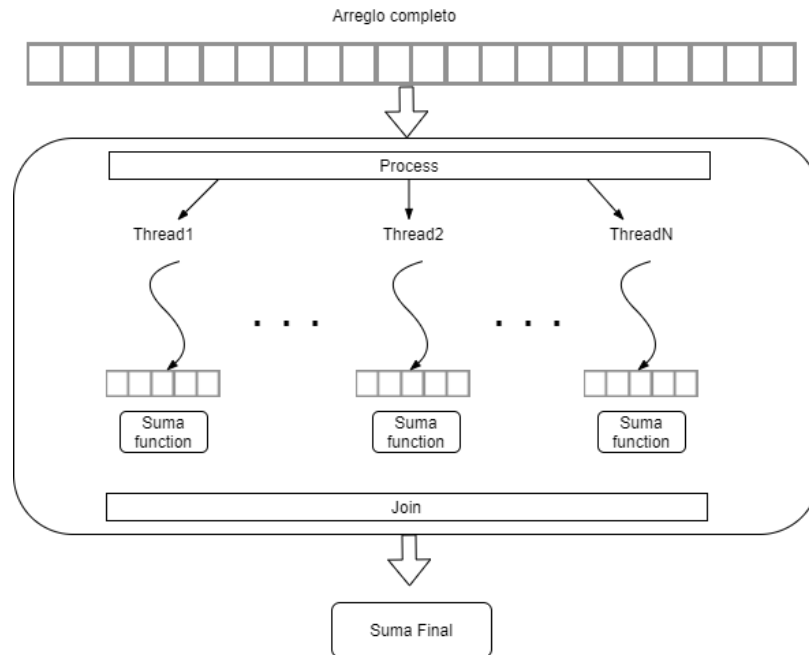 Arreglo completo
Process
Thread1
Thread2
ThreadN
. . .
. . .
Suma
function
Suma
function
Suma
function
Join
Suma Final